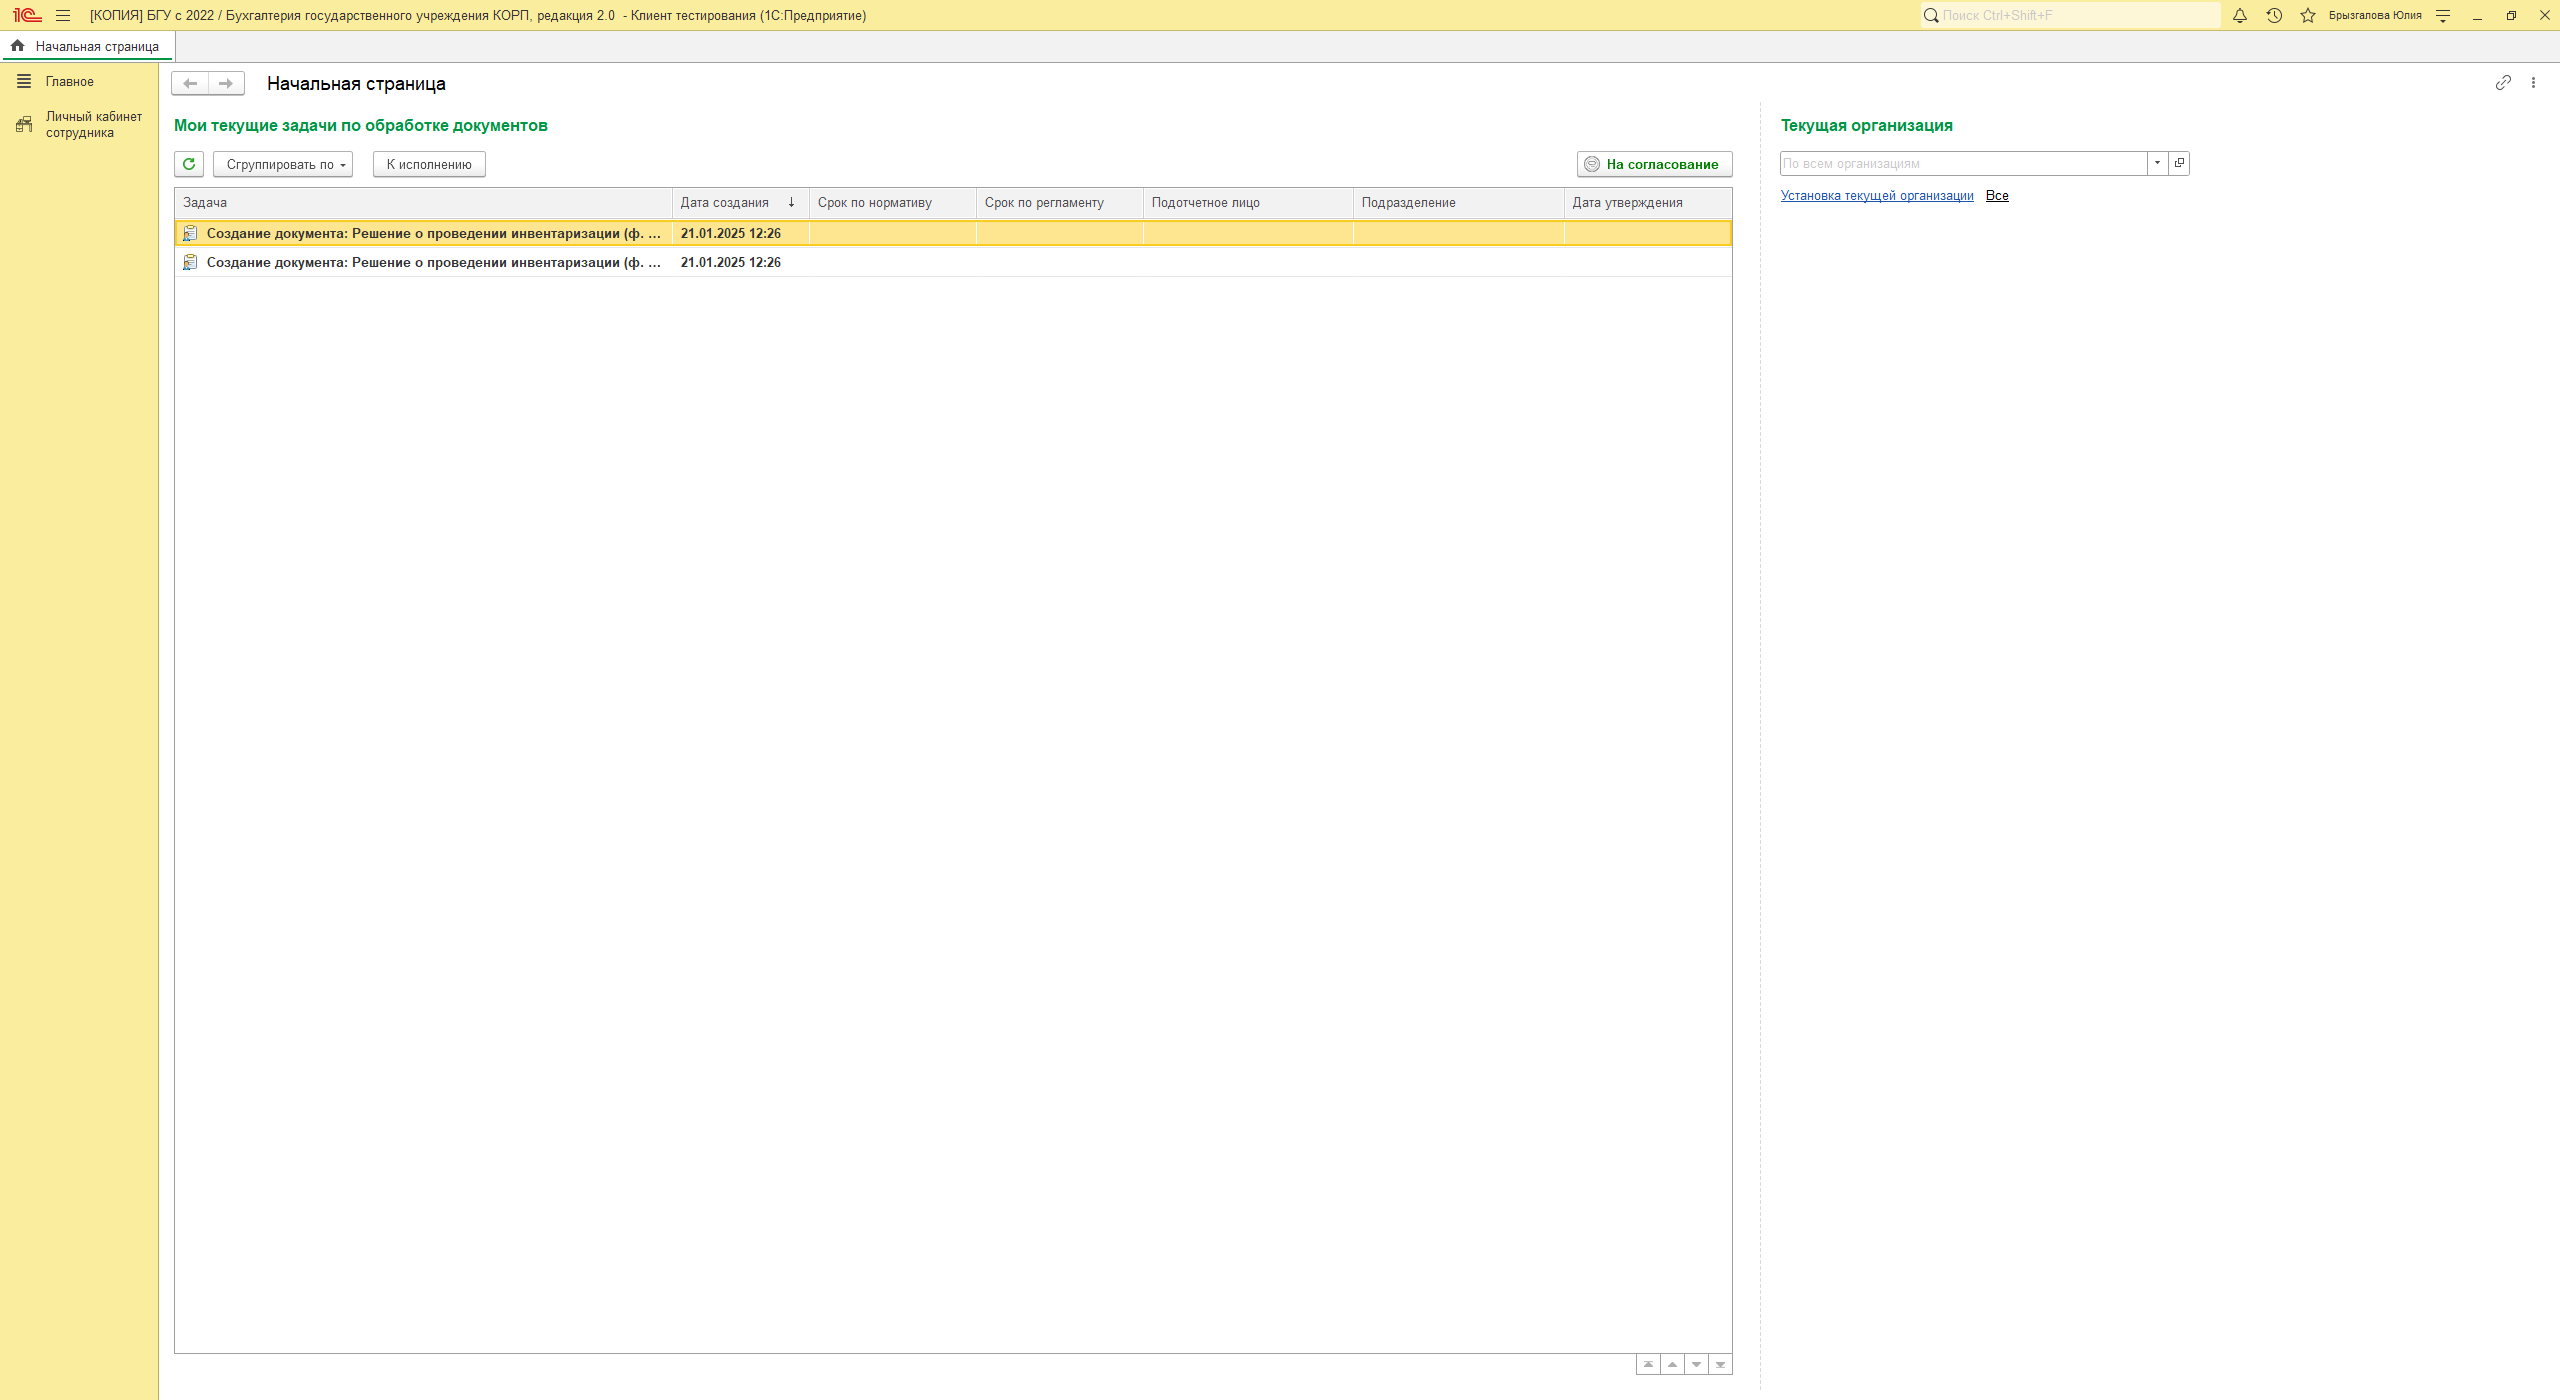 1С [КОПИЯ] БГУ с 2022 / Бухгалтерия государственного учреждения КОРП, редакция 2.0 - Клиент тестирования (1С:Предприятие) Поиск Ctrl+Shift+F Брызгалова Юлия
Начальная страница
Главное
Личный кабинет
сотрудника
Начальная страница
Мои текущие задачи по обработке документов
Сгруппировать по К исполнению На согласование
Задача Дата создания ↓ Срок по нормативу Срок по регламенту Подотчетное лицо Подразделение Дата утверждения
Создание документа: Решение о проведении инвентаризации (ф. ... 21.01.2025 12:26
Создание документа: Решение о проведении инвентаризации (ф. ... 21.01.2025 12:26
Текущая организация
По всем организациям
Установка текущей организации Все